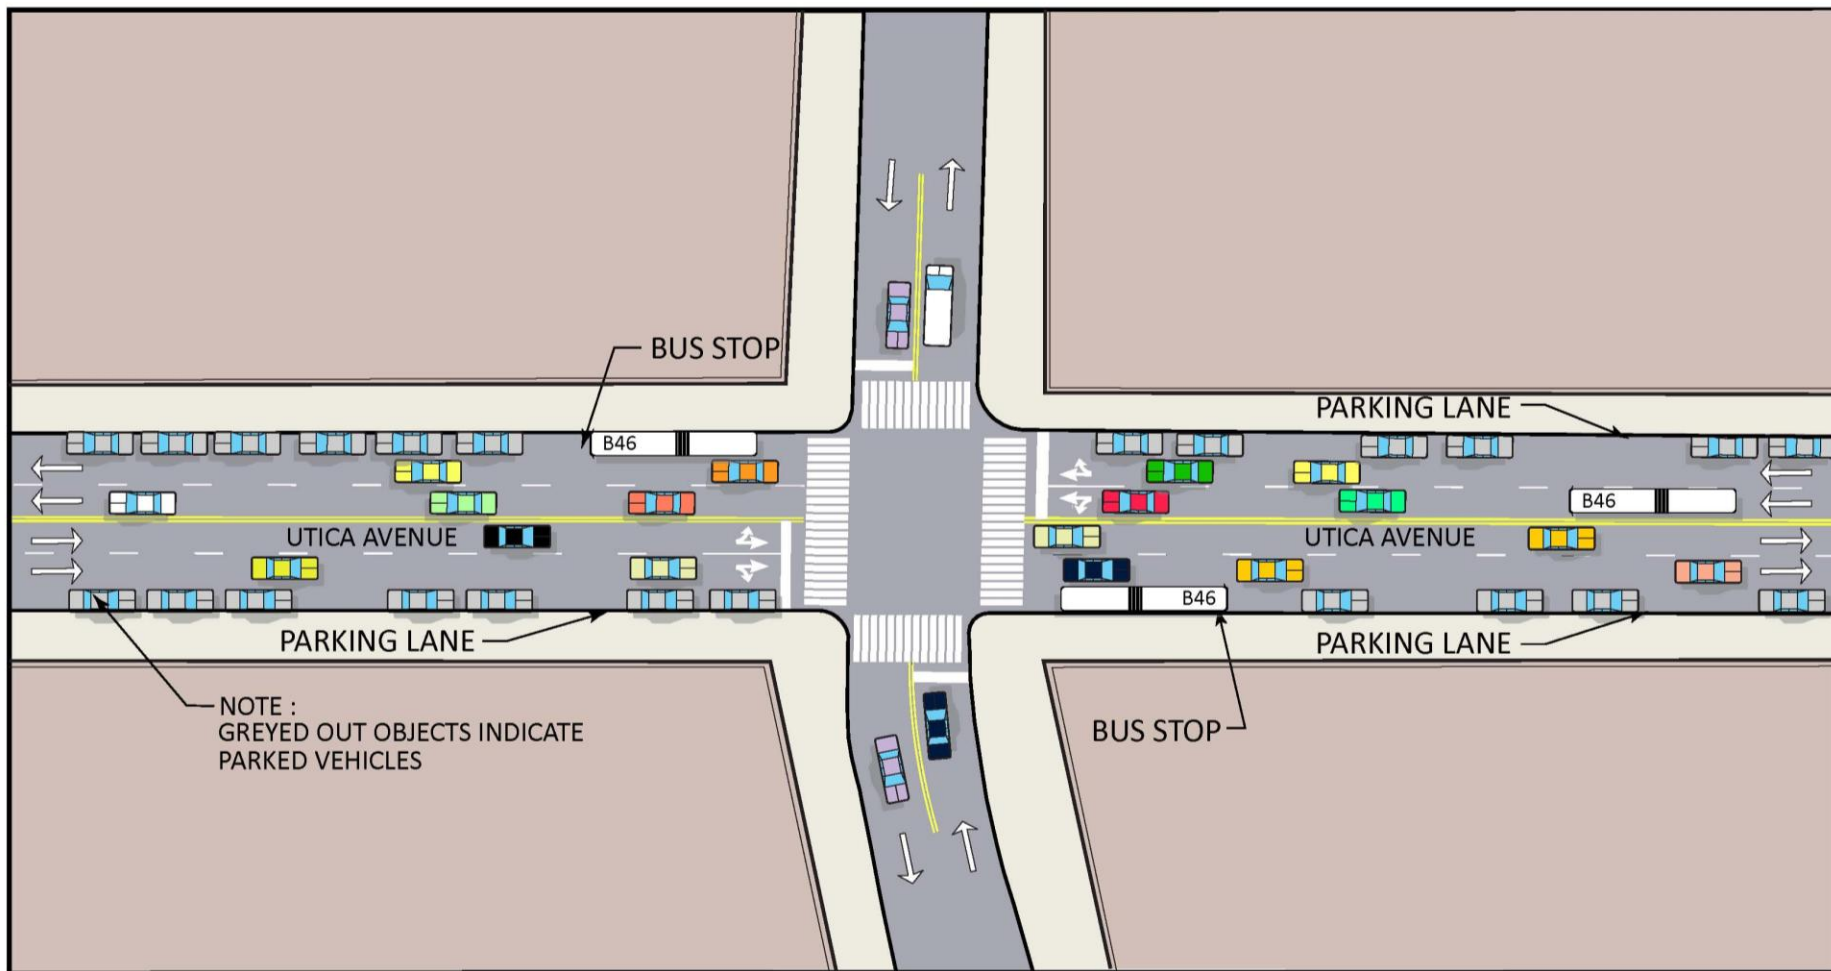 BUS STOP
PARKING LANE
B46
B46
UTICA AVENUE
UTICA AVENUE
B46
PARKING LANE
PARKING LANE
NOTE :
GREYED OUT OBJECTS INDICATE
PARKED VEHICLES
BUS STOP